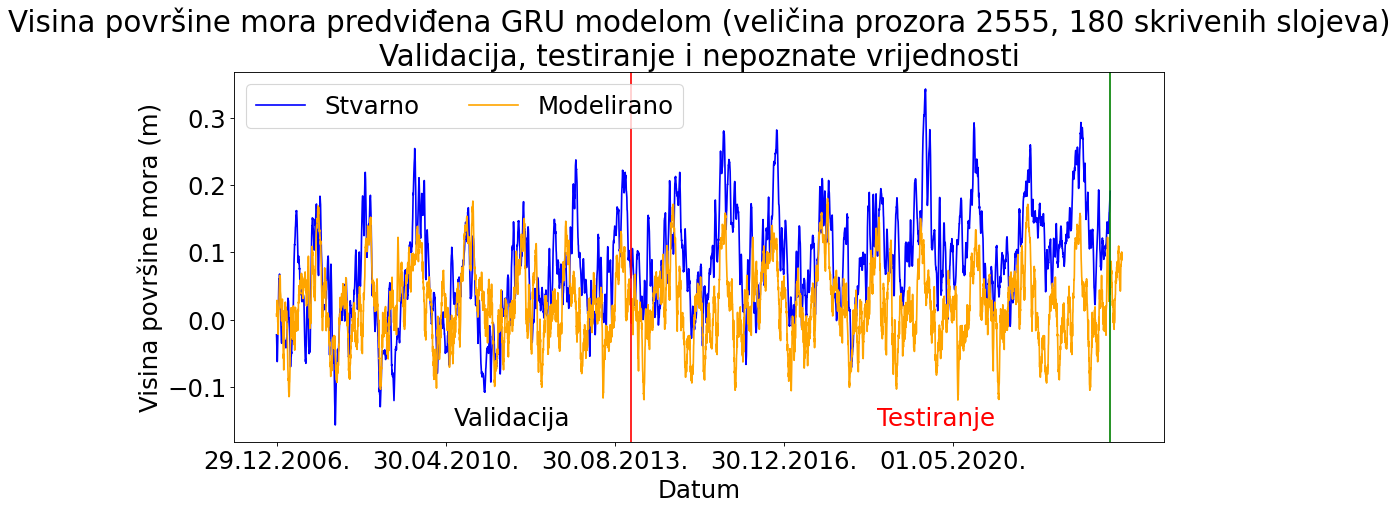 Visina površine mora predviđena GRU modelom (veličina prozora 2555, 180 skrivenih slojeva)
Validacija, testiranje i nepoznate vrijednosti
Stvarno
Modelirano
Visina površine mora (m)
0.3
0.2
0.1
0.0
−0.1
Validacija
Testiranje
29.12.2006.
30.04.2010.
30.08.2013.
30.12.2016.
01.05.2020.
Datum